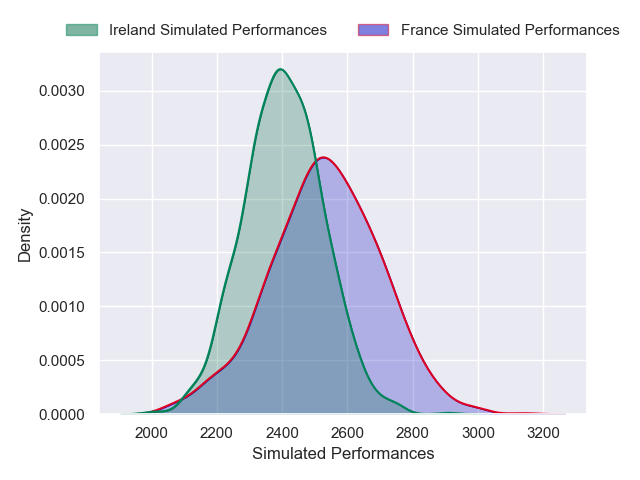 Ireland Simulated Performances France Simulated Performances
0.0030
0.0025
0.0020
0.0015
0.0010
0.0005
0.0000
Density
2000 2200 2400 2600 2800 3000 3200
Simulated Performances